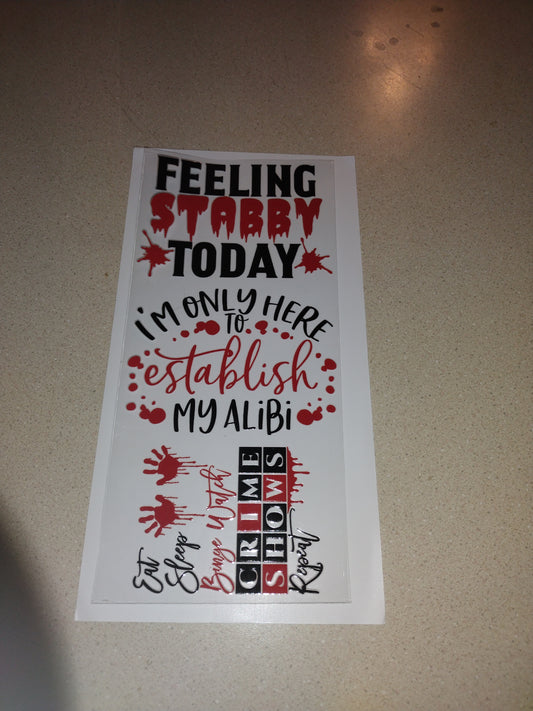 FEELING
STABBY
TODAY
I'M ONLY HERE
TO
establish
MY ALiBi
Eat
Sleep
Binge Watch
CRIME
SHOWS
Repeat